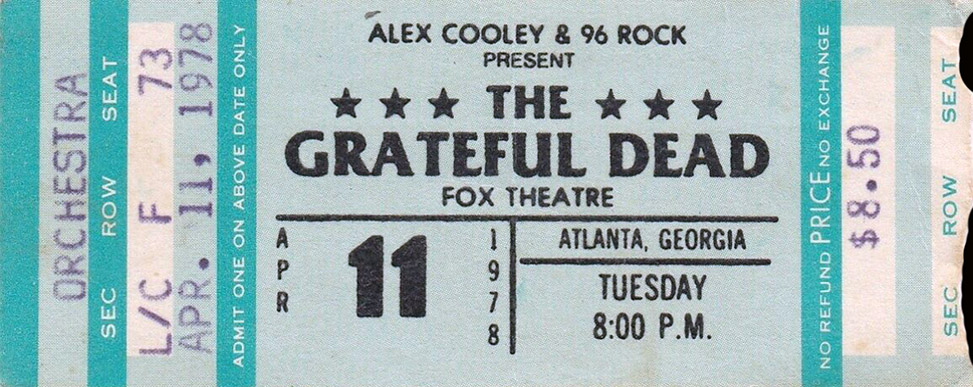 ORCHESTRA
SEC ROW SEAT
L/C F 73
APR. 11, 1978
ADMIT ONE ON ABOVE DATE ONLY
ALEX COOLEY & 96 ROCK
PRESENT
★ ★ ★ THE ★ ★ ★
GRATEFUL DEAD
FOX THEATRE
APR 11 1978
ATLANTA, GEORGIA
TUESDAY
8:00 P.M.
NO REFUND PRICE NO EXCHANGE
$8.50
SEC ROW SEAT